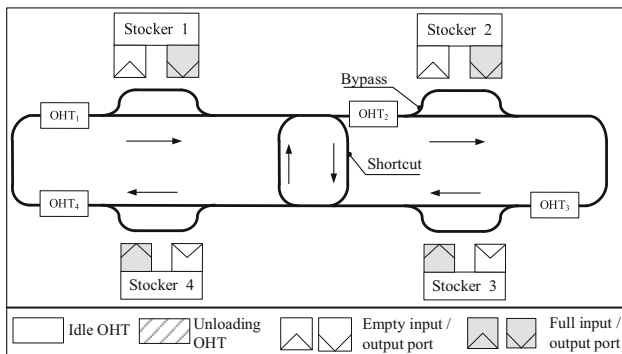 Stocker 1
Stocker 2
Bypass
OHT₁
OHT₂
Shortcut
OHT₄
OHT₃
Stocker 4
Stocker 3
Idle OHT
Unloading
OHT
Empty input /
output port
Full input /
output port